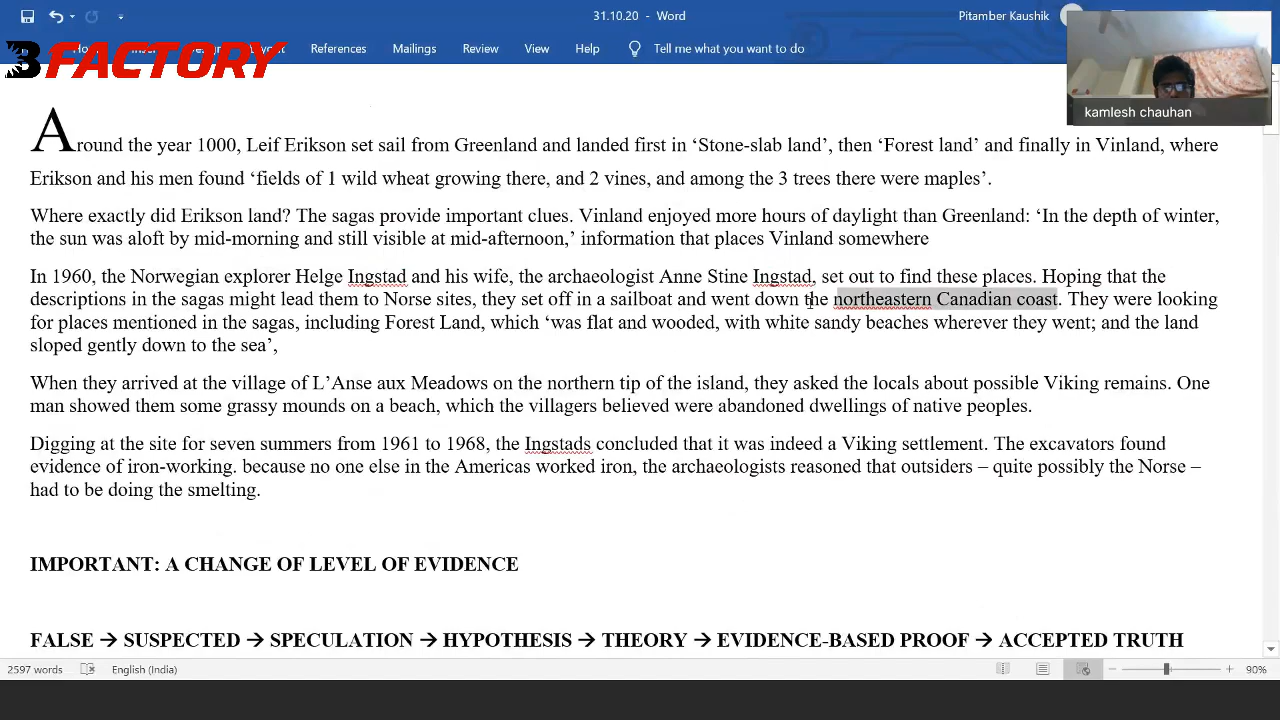 31.10.20 - Word
Pitamber Kaushik
3 FACTORY
References Mailings Review View Help Tell me what you want to do
kamlesh chauhan
Around the year 1000, Leif Erikson set sail from Greenland and landed first in ‘Stone-slab land’, then ‘Forest land’ and finally in Vinland, where
Erikson and his men found ‘fields of 1 wild wheat growing there, and 2 vines, and among the 3 trees there were maples’.
Where exactly did Erikson land? The sagas provide important clues. Vinland enjoyed more hours of daylight than Greenland: ‘In the depth of winter,
the sun was aloft by mid-morning and still visible at mid-afternoon,’ information that places Vinland somewhere
In 1960, the Norwegian explorer Helge Ingstad and his wife, the archaeologist Anne Stine Ingstad, set out to find these places. Hoping that the
descriptions in the sagas might lead them to Norse sites, they set off in a sailboat and went down the northeastern Canadian coast. They were looking
for places mentioned in the sagas, including Forest Land, which ‘was flat and wooded, with white sandy beaches wherever they went; and the land
sloped gently down to the sea’,
When they arrived at the village of L’Anse aux Meadows on the northern tip of the island, they asked the locals about possible Viking remains. One
man showed them some grassy mounds on a beach, which the villagers believed were abandoned dwellings of native peoples.
Digging at the site for seven summers from 1961 to 1968, the Ingstads concluded that it was indeed a Viking settlement. The excavators found
evidence of iron-working. because no one else in the Americas worked iron, the archaeologists reasoned that outsiders – quite possibly the Norse –
had to be doing the smelting.
IMPORTANT: A CHANGE OF LEVEL OF EVIDENCE
FALSE → SUSPECTED → SPECULATION → HYPOTHESIS → THEORY → EVIDENCE-BASED PROOF → ACCEPTED TRUTH
2597 words English (India) 90%